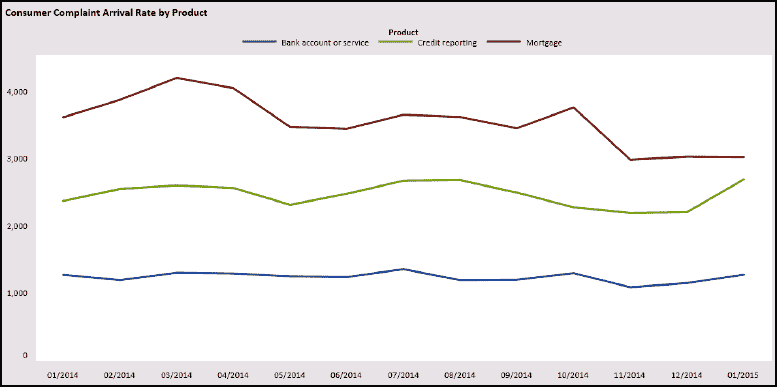 Consumer Complaint Arrival Rate by Product
Product
Bank account or service Credit reporting Mortgage
4,000
3,000
2,000
1,000
0
01/2014 02/2014 03/2014 04/2014 05/2014 06/2014 07/2014 08/2014 09/2014 10/2014 11/2014 12/2014 01/2015